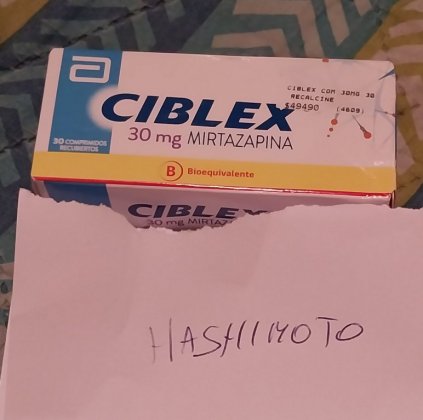 CIBLEX COM 30MG 30
RECALCINE
$49490 (4609)
CIBLEX
30 mg MIRTAZAPINA
30 COMPRIMIDOS
RECUBIERTOS
B Bioequivalente
CIBLEX
30 mg MIRTAZ
HASHIMOTO